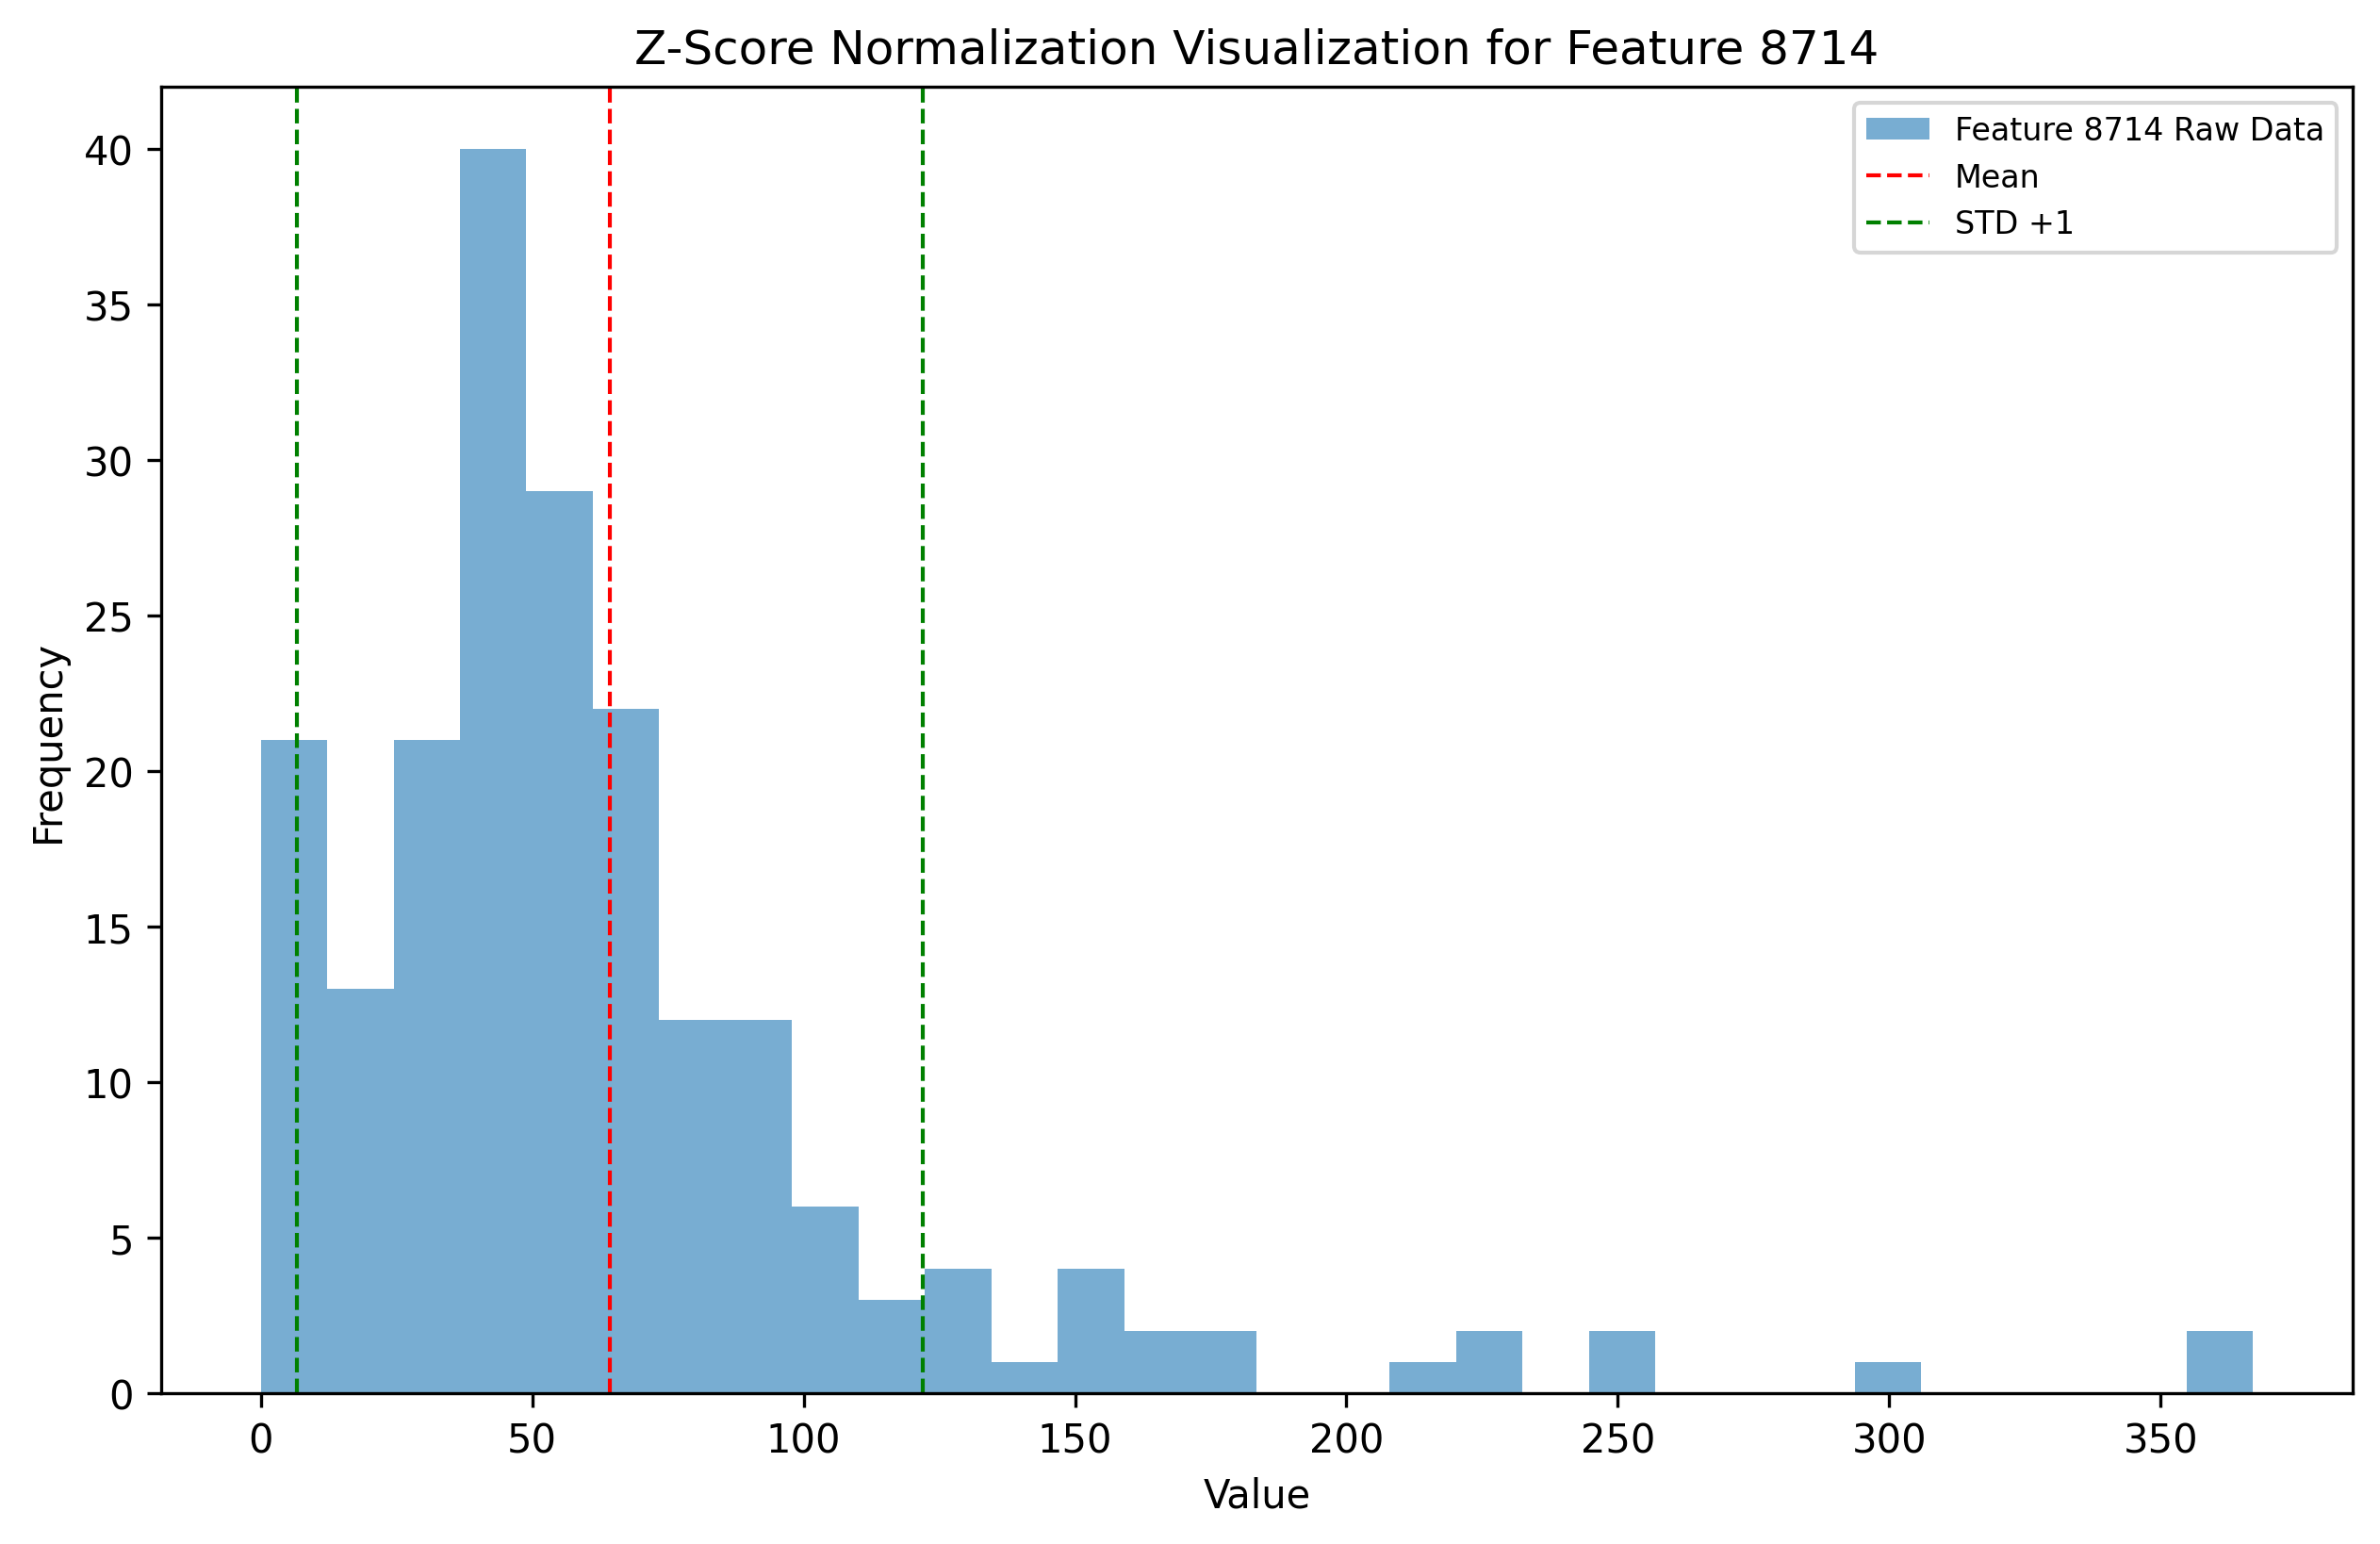 Z-Score Normalization Visualization for Feature 8714
Feature 8714 Raw Data
Mean
STD +1
40
35
30
25
20
15
10
5
0
Frequency
0 50 100 150 200 250 300 350
Value